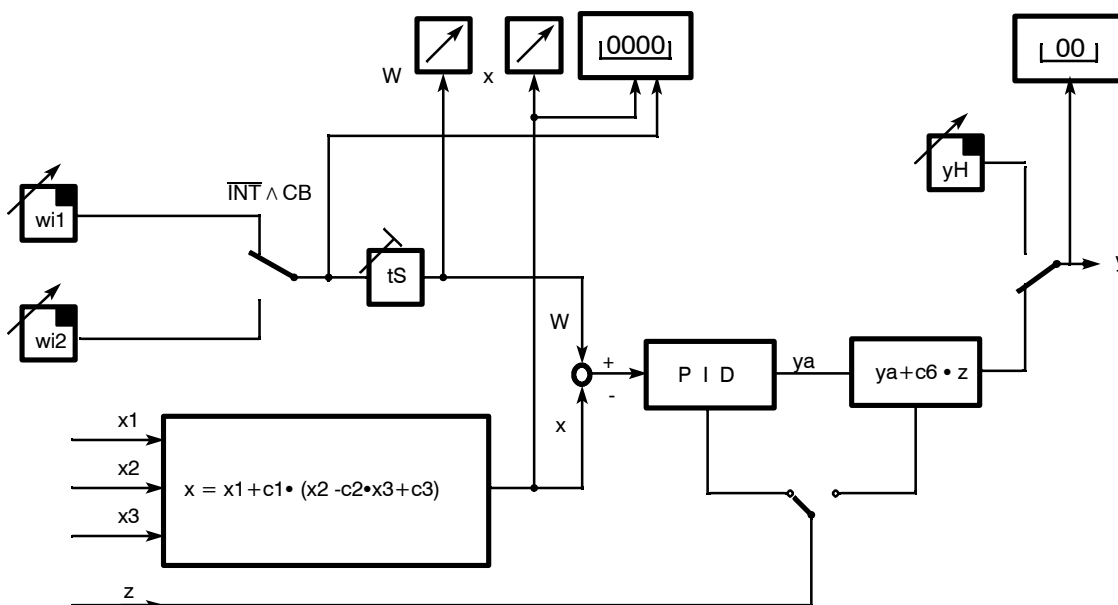 0000
00
W
x
yH
INT ∧ CB
wi1
tS
y
W
wi2
+
P I D
ya
ya+c6 • z
-
x
x1
x2
x = x1+c1• (x2 -c2•x3+c3)
x3
z